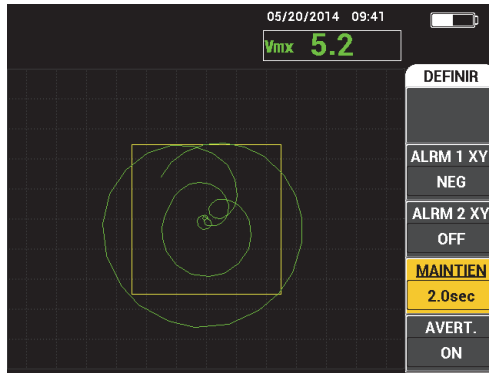 05/20/2014 09:41
Vmx 5.2
DEFINIR
ALRM 1 XY
NEG
ALRM 2 XY
OFF
MAINTIEN
2.0sec
AVERT.
ON